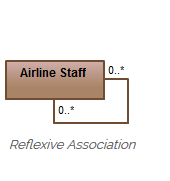 Airline Staff 0..*
0..*
Reflexive Association